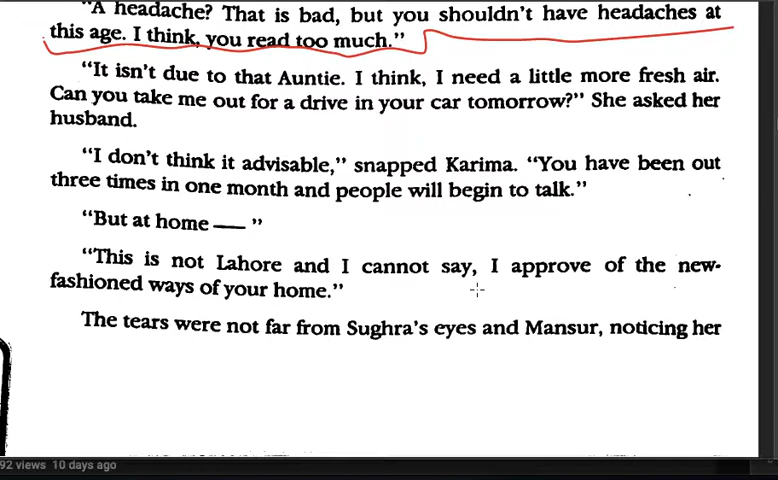 "A headache? That is bad, but you shouldn't have headaches at
this age. I think, you read too much."
"It isn't due to that Auntie. I think, I need a little more fresh air.
Can you take me out for a drive in your car tomorrow?" She asked her
husband.
"I don't think it advisable," snapped Karima. "You have been out
three times in one month and people will begin to talk."
"But at home — "
"This is not Lahore and I cannot say, I approve of the new-
fashioned ways of your home."
The tears were not far from Sughra's eyes and Mansur, noticing her
92 views 10 days ago